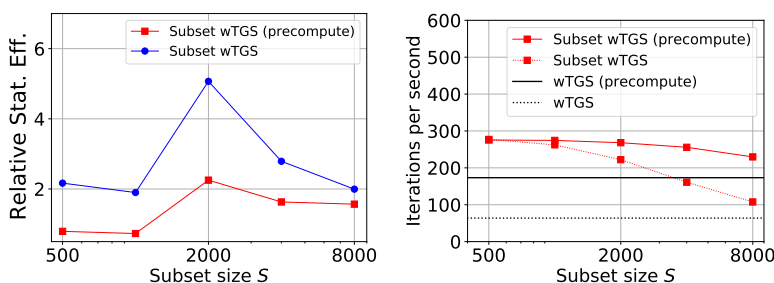 Relative Stat. Eff.
6
4
2
500
2000
8000
Subset size S
Subset wTGS (precompute)
Subset wTGS
Iterations per second
600
500
400
300
200
100
0
500
2000
8000
Subset size S
Subset wTGS (precompute)
Subset wTGS
wTGS (precompute)
wTGS